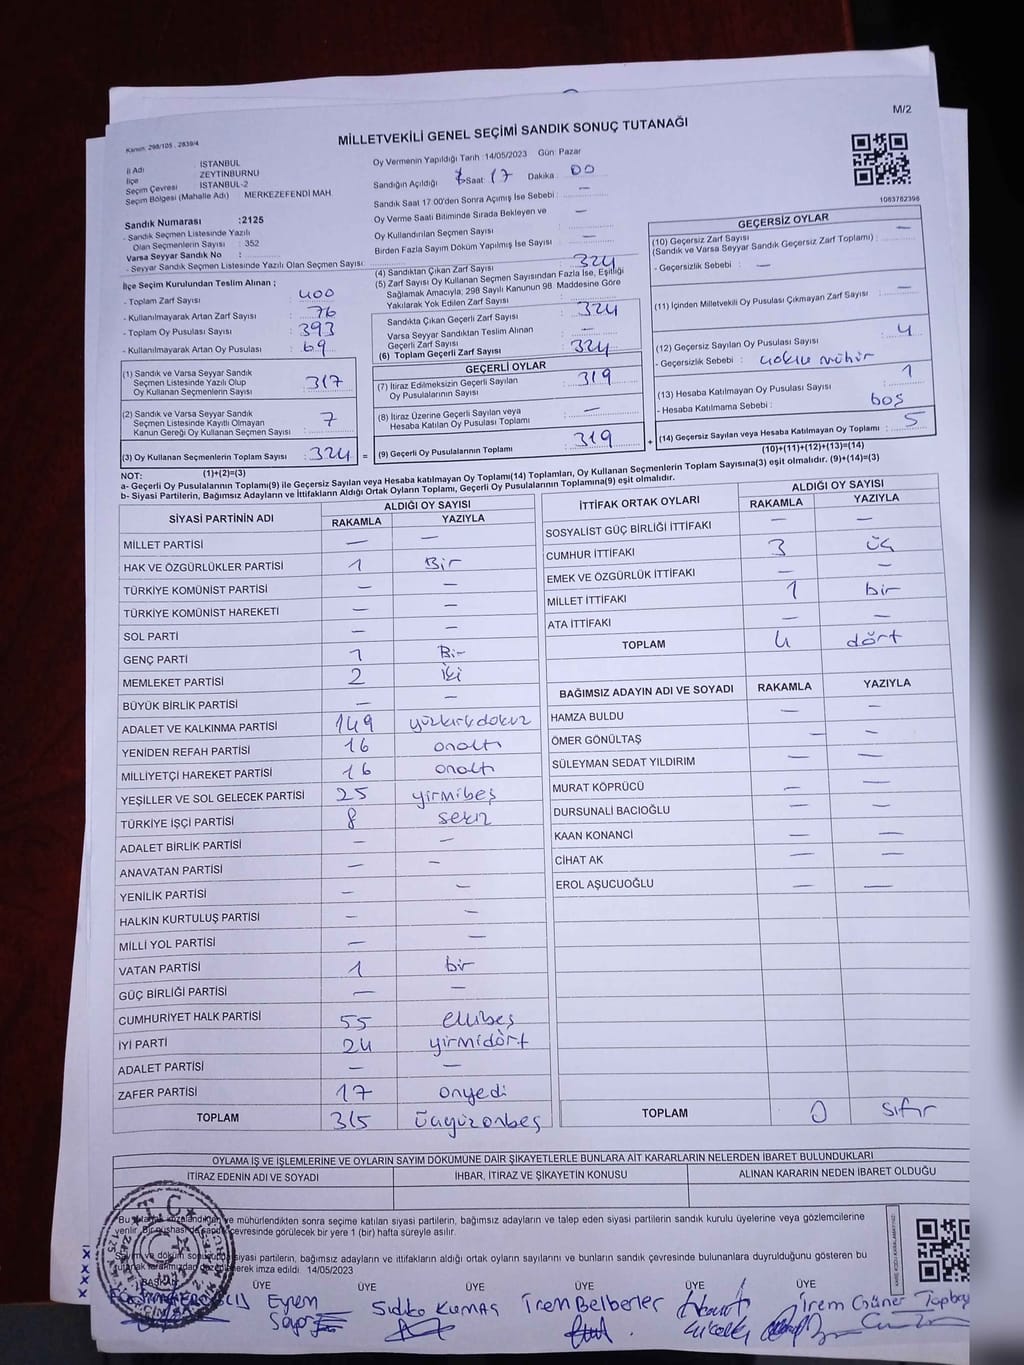 M/2
MİLLETVEKİLİ GENEL SEÇİMİ SANDIK SONUÇ TUTANAĞI
Kanun: 298/105 , 2839/4
İl Adı İSTANBUL
İlçe ZEYTİNBURNU
Seçim Çevresi İSTANBUL-2
Seçim Bölgesi (Mahalle Adı) MERKEZEFENDİ MAH.
Sandık Numarası :2125
- Sandık Seçmen Listesinde Yazılı
Olan Seçmenlerin Sayısı : 352
Varsa Seyyar Sandık No :
- Seyyar Sandık Seçmen Listesinde Yazılı Olan Seçmen Sayısı:
Oy Vermenin Yapıldığı Tarih :14/05/2023 Gün: Pazar
Sandığın Açıldığı Saat: 17 Dakika: 00
Sandık Saat 17.00'den Sonra Açımış İse Sebebi : —
Oy Verme Saati Bitiminde Sırada Bekleyen ve
Oy Kullandırılan Seçmen Sayısı : —
Birden Fazla Sayım Döküm Yapılmış İse Sayısı : —
1083782398
İlçe Seçim Kurulundan Teslim Alınan ;
- Toplam Zarf Sayısı : 400
- Kullanılmayarak Artan Zarf Sayısı : 76
- Toplam Oy Pusulası Sayısı : 393
- Kullanılmayarak Artan Oy Pusulası : 69
(1) Sandık ve Varsa Seyyar Sandık
Seçmen Listesinde Yazılı Olup
Oy Kullanan Seçmenlerin Sayısı : 317
(2) Sandık ve Varsa Seyyar Sandık
Seçmen Listesinde Kayıtlı Olmayan
Kanun Gereği Oy Kullanan Seçmen Sayısı : 7
(3) Oy Kullanan Seçmenlerin Toplam Sayısı : 324
(1)+(2)=(3)
(4) Sandıktan Çıkan Zarf Sayısı : 324
(5) Zarf Sayısı Oy Kullanan Seçmen Sayısından Fazla İse, Eşitliği
Sağlamak Amacıyla, 298 Sayılı Kanunun 98. Maddesine Göre
Yakılarak Yok Edilen Zarf Sayısı : —
Sandıkta Çıkan Geçerli Zarf Sayısı : 324
Varsa Seyyar Sandıktan Teslim Alınan
Geçerli Zarf Sayısı : —
(6) Toplam Geçerli Zarf Sayısı : 324
GEÇERLİ OYLAR
(7) İtiraz Edilmeksizin Geçerli Sayılan
Oy Pusulalarının Sayısı : 319
(8) İtiraz Üzerine Geçerli Sayılan veya
Hesaba Katılan Oy Pusulası Toplamı : —
= (9) Geçerli Oy Pusulalarının Toplamı : 319 +
GEÇERSİZ OYLAR
(10) Geçersiz Zarf Sayısı
(Sandık ve Varsa Seyyar Sandık Geçersiz Zarf Toplamı) : —
- Geçersizlik Sebebi : —
(11) İçinden Milletvekili Oy Pusulası Çıkmayan Zarf Sayısı : —
(12) Geçersiz Sayılan Oy Pusulası Sayısı : 4
- Geçersizlik Sebebi : mühür
(13) Hesaba Katılmayan Oy Pusulası Sayısı : 1
- Hesaba Katılmama Sebebi : boş
(14) Geçersiz Sayılan veya Hesaba Katılmayan Oy Toplamı : 5
(10)+(11)+(12)+(13)=(14)
NOT:
a- Geçerli Oy Pusulalarının Toplamı(9) ile Geçersiz Sayılan veya Hesaba katılmayan Oy Toplamı(14) Toplamları, Oy Kullanan Seçmenlerin Toplam Sayısına(3) eşit olmalıdır. (9)+(14)=(3)
b- Siyasi Partilerin, Bağımsız Adayların ve İttifakların Aldığı Ortak Oyların Toplamı, Geçerli Oy Pusulalarının Toplamına(9) eşit olmalıdır.
SİYASİ PARTİNİN ADI ALDIĞI OY SAYISI
RAKAMLA YAZIYLA
MİLLET PARTİSİ — —
HAK VE ÖZGÜRLÜKLER PARTİSİ 1 Bir
TÜRKİYE KOMÜNİST PARTİSİ — —
TÜRKİYE KOMÜNİST HAREKETİ — —
SOL PARTİ — —
GENÇ PARTİ 1 Bir
MEMLEKET PARTİSİ 2 İki
BÜYÜK BİRLİK PARTİSİ — —
ADALET VE KALKINMA PARTİSİ 149 yüzkırkdokuz
YENİDEN REFAH PARTİSİ 16 onaltı
MİLLİYETÇİ HAREKET PARTİSİ 16 onaltı
YEŞİLLER VE SOL GELECEK PARTİSİ 25 yirmibeş
TÜRKİYE İŞÇİ PARTİSİ 8 sekiz
ADALET BİRLİK PARTİSİ — —
ANAVATAN PARTİSİ — —
YENİLİK PARTİSİ — —
HALKIN KURTULUŞ PARTİSİ — —
MİLLİ YOL PARTİSİ — —
VATAN PARTİSİ 1 bir
GÜÇ BİRLİĞİ PARTİSİ — —
CUMHURİYET HALK PARTİSİ 55 ellibeş
İYİ PARTİ 24 yirmidört
ADALET PARTİSİ — —
ZAFER PARTİSİ 17 onyedi
TOPLAM 315 üçyüzonbeş
İTTİFAK ORTAK OYLARI ALDIĞI OY SAYISI
RAKAMLA YAZIYLA
SOSYALİST GÜÇ BİRLİĞİ İTTİFAKI — —
CUMHUR İTTİFAKI 3 üç
EMEK VE ÖZGÜRLÜK İTTİFAKI — —
MİLLET İTTİFAKI 1 bir
ATA İTTİFAKI — —
TOPLAM 4 dört
BAĞIMSIZ ADAYIN ADI VE SOYADI RAKAMLA YAZIYLA
HAMZA BULDU — —
ÖMER GÖNÜLTAŞ — —
SÜLEYMAN SEDAT YILDIRIM — —
MURAT KÖPRÜCÜ — —
DURSUNALİ BACIOĞLU — —
KAAN KONANCİ — —
CİHAT AK — —
EROL AŞUCUOĞLU — —
TOPLAM 0 sıfır
OYLAMA İŞ VE İŞLEMLERİNE VE OYLARIN SAYIM DÖKÜMÜNE DAİR ŞİKAYETLERLE BUNLARA AİT KARARLARIN NELERDEN İBARET BULUNDUKLARI
İTİRAZ EDENİN ADI VE SOYADI İHBAR, İTİRAZ VE ŞİKAYETİN KONUSU ALINAN KARARIN NEDEN İBARET OLDUĞU
Bu tutanak imzalandıktan ve mühürlendikten sonra seçime katılan siyasi partilerin, bağımsız adayların ve talep eden siyasi partilerin sandık kurulu üyelerine veya gözlemcilerine
verilir. Bir nüshası da sandık çevresinde görülecek bir yere 1 (bir) hafta süreyle asılır.
Sayım ve döküm sonucunda siyasi partilerin, bağımsız adayların ve ittifakların aldığı ortak oyların sayılarını ve bunların sandık çevresinde bulunanlara duyrulduğunu gösteren bu
tutanak tarafımızdan düzenlenerek imza edildi. 14/05/2023
BAŞKAN ÜYE ÜYE ÜYE ÜYE ÜYE
T.C.
Evren
Sıdıka Kumaş
İrem Belberler
İrem Güner Topbaş